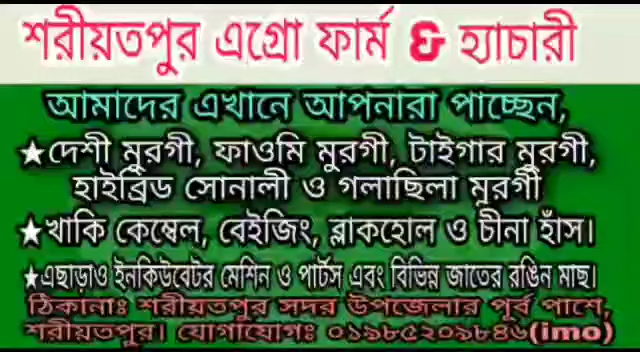 শরীয়তপুর এগ্রো ফার্ম & হ্যাচারী
আমাদের এখানে আপনারা পাচ্ছেন,
★দেশী মুরগী, ফাওমি মুরগী, টাইগার মুরগী,
হাইব্রিড সোনালী ও গলাছিলা মুরগী
★খাকি কেম্বেল, বেইজিং, ব্লাকহোল ও চীনা হাঁস।
★এছাড়াও ইনকিউবেটর মেশিন ও পার্টস এবং বিভিন্ন জাতের রঙিন মাছ।
ঠিকানাঃ শরীয়তপুর সদর উপজেলার পূর্ব পাশে,
শরীয়তপুর। যোগাযোগঃ ০১৯৮৫২০৯৮৪৬(imo)